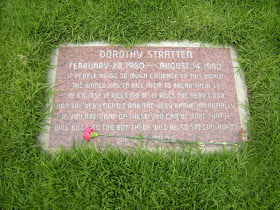 DOROTHY STRATTEN
FEBRUARY 28, 1960 — AUGUST 14, 1980
IF PEOPLE BRING SO MUCH COURAGE TO THIS WORLD
THE WORLD HAS TO KILL THEM TO BREAK THEM SO
OF COURSE IT KILLS THEM. IT KILLS THE VERY GOOD
AND THE VERY GENTLE AND THE VERY BRAVE IMPARTIALLY
IF YOU ARE NONE OF THESE YOU CAN BE SURE THAT IT
WILL KILL YOU TOO BUT THERE WILL BE NO SPECIAL HURRY